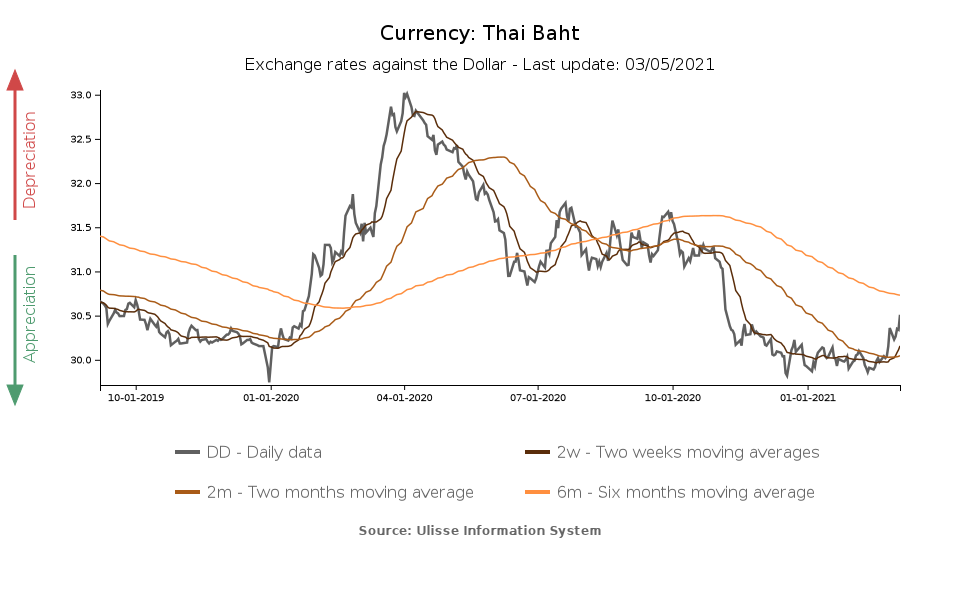 Currency: Thai Baht
Exchange rates against the Dollar - Last update: 03/05/2021
Depreciation
Appreciation
33.0
32.5
32.0
31.5
31.0
30.5
30.0
10-01-2019 01-01-2020 04-01-2020 07-01-2020 10-01-2020 01-01-2021
DD - Daily data 2w - Two weeks moving averages
2m - Two months moving average 6m - Six months moving average
Source: Ulisse Information System